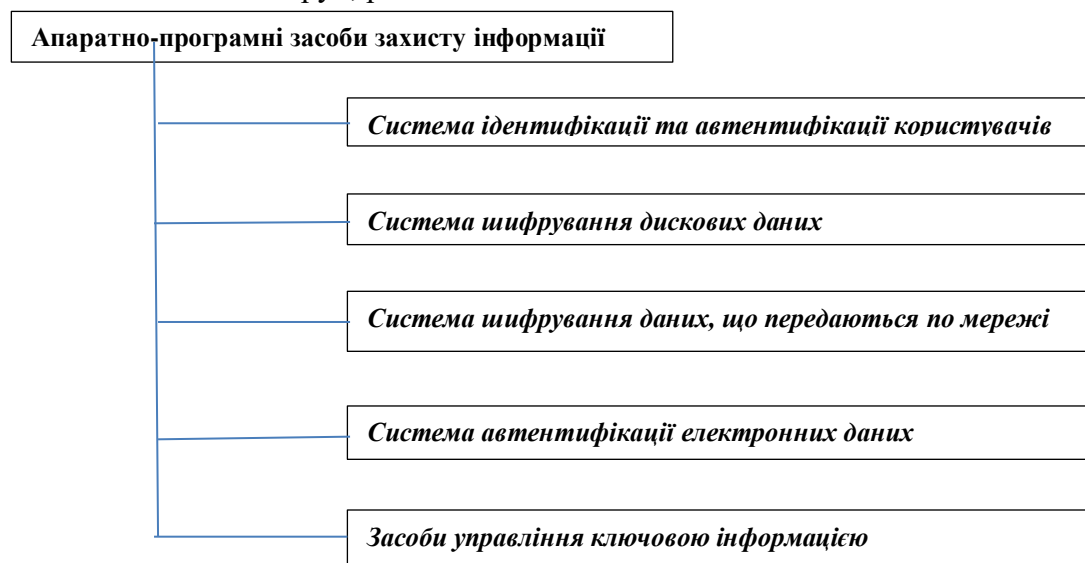 Апаратно-програмні засоби захисту інформації
Система ідентифікації та автентифікації користувачів
Система шифрування дискових даних
Система шифрування даних, що передаються по мережі
Система автентифікації електронних даних
Засоби управління ключовою інформацією